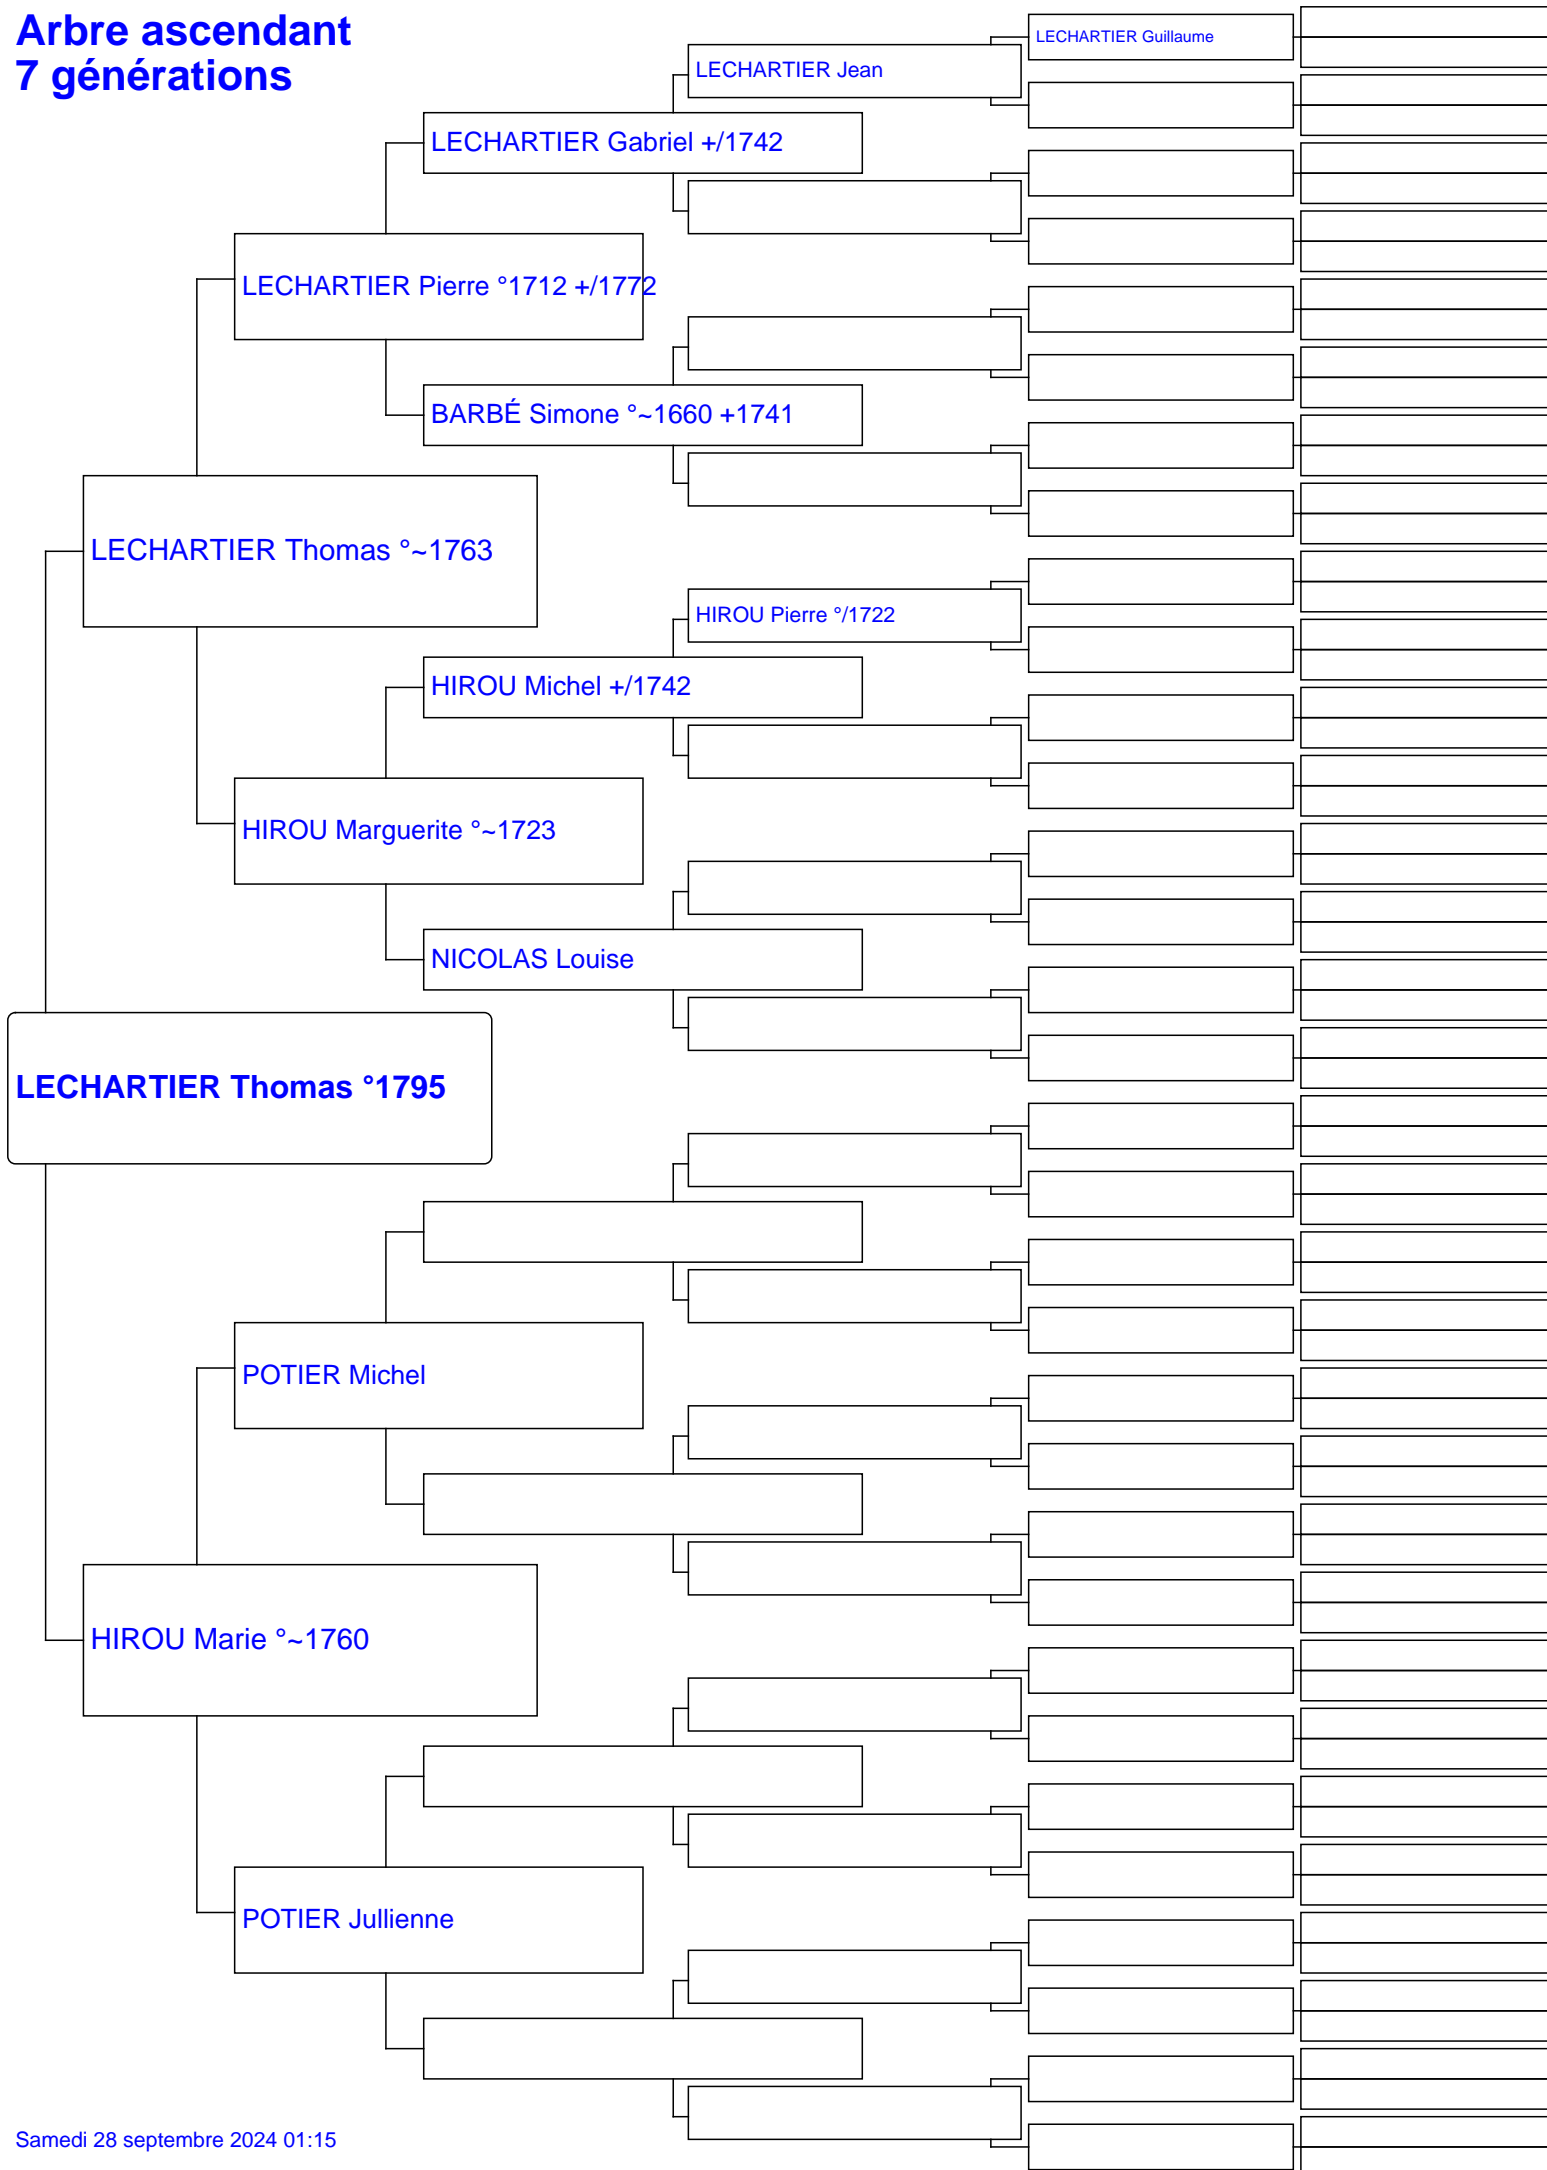 Arbre ascendant
7 générations
LECHARTIER Guillaume
LECHARTIER Jean
LECHARTIER Gabriel +/1742
LECHARTIER Pierre °1712 +/1772
BARBÉ Simone °~1660 +1741
LECHARTIER Thomas °~1763
HIROU Pierre °/1722
HIROU Michel +/1742
HIROU Marguerite °~1723
NICOLAS Louise
LECHARTIER Thomas °1795
POTIER Michel
HIROU Marie °~1760
POTIER Jullienne
Samedi 28 septembre 2024 01:15